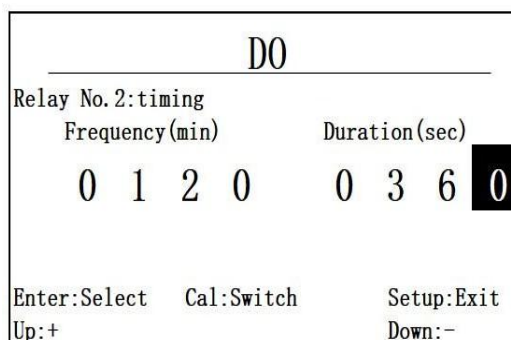 DO
Relay No.2:timing
Frequency(min) Duration(sec)
0 1 2 0 0 3 6 0
Enter:Select Cal:Switch Setup:Exit
Up:+ Down:-